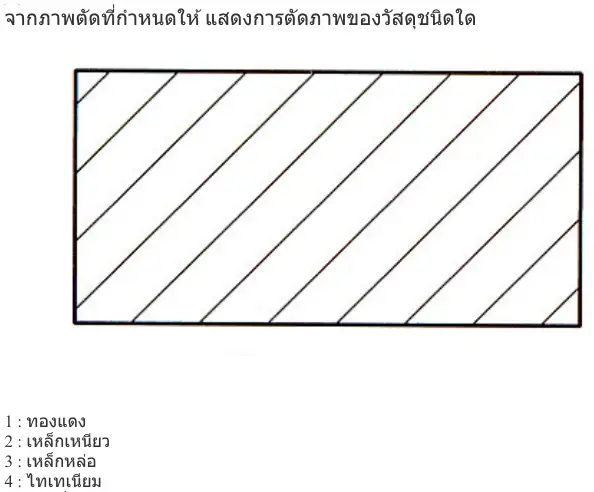 จากภาพตัดที่กำหนดให้ แสดงการตัดภาพของวัสดุชนิดใด
1 : ทองแดง
2 : เหล็กเหนียว
3 : เหล็กหล่อ
4 : ไทเทเนียม